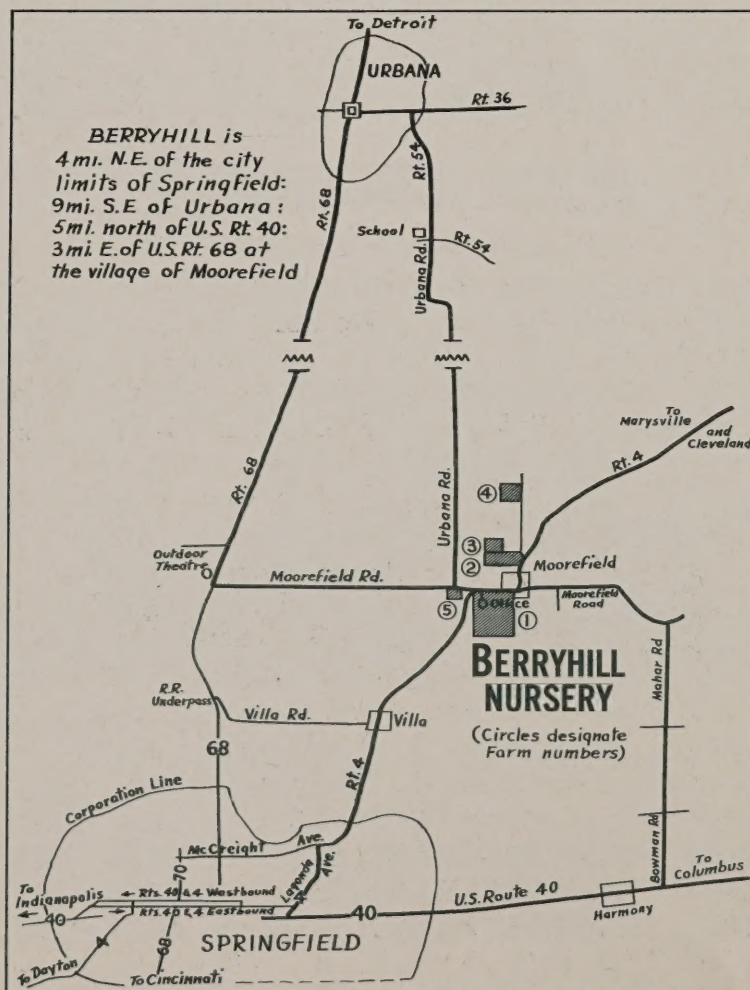 To Detroit
URBANA
Rt. 36
BERRYHILL is
4 mi. N.E. of the city
limits of Springfield:
9 mi. S.E of Urbana :
5 mi. north of U.S. Rt. 40:
3 mi. E. of U.S. Rt. 68 at
the village of Moorefield
Rt. 68
Rt. 54
School
Rt. 54
Urbana Rd.
To
Marysville
and
Cleveland
Rt. 4
Rt. 68
Urbana Rd.
④
③
②
Outdoor
Theatre
Moorefield
Moorefield Rd.
⑤
Office
①
Moorefield
Road
BERRYHILL
NURSERY
(Circles designate
Farm numbers)
Mahar Rd
R.R.
Underpass
Villa Rd.
Villa
68
Rt. 4
Corporation Line
McCreight Ave.
Lagonda
Ave.
Bowman Rd
To
Columbus
To
Indianapolis
40
70
Rts. 40 & 4 Westbound
Rts. 40 & 4 Eastbound
40
U.S. Route 40
Harmony
4
68
SPRINGFIELD
To Dayton
To Cincinnati